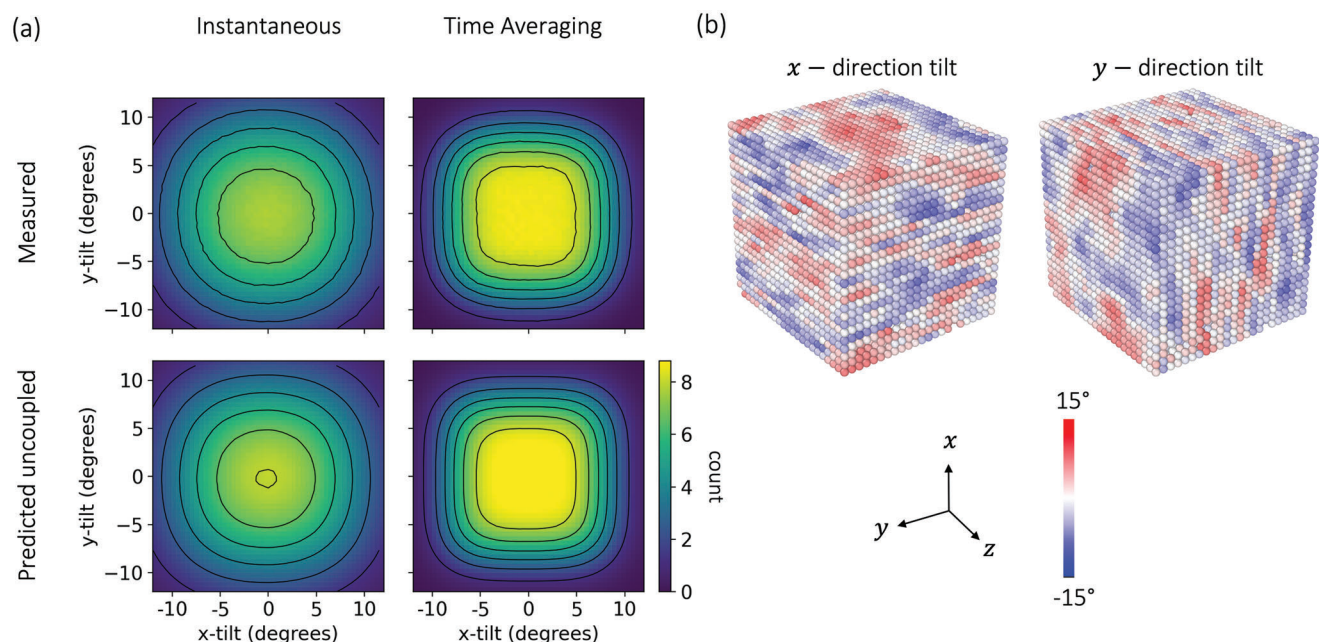 (a)
Instantaneous
Time Averaging
Measured
y-tilt (degrees)
10
5
0
−5
−10
Predicted uncoupled
y-tilt (degrees)
10
5
0
−5
−10
-10 -5 0 5 10
x-tilt (degrees)
-10 -5 0 5 10
x-tilt (degrees)
8
6
4
2
0
count
(b)
x − direction tilt
y − direction tilt
x
y
z
15°
-15°